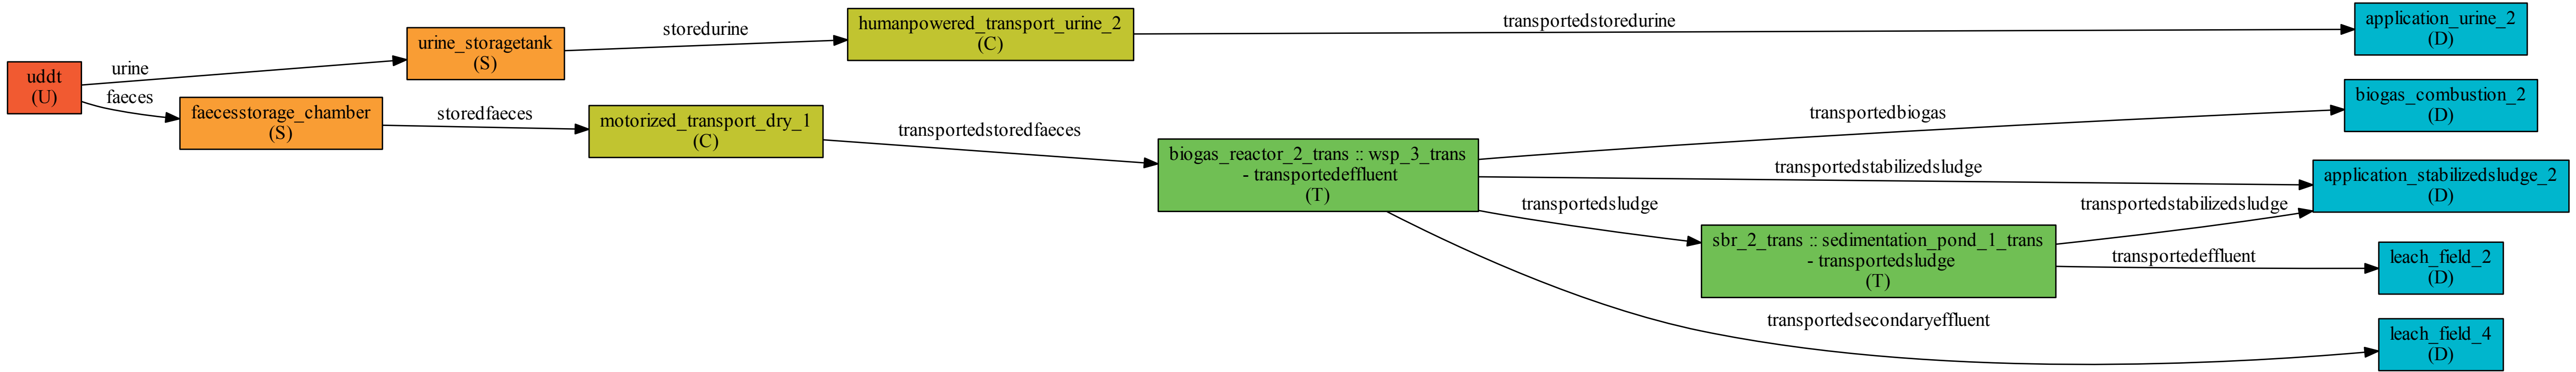 uddt
(U)
urine
faeces
urine_storagetank
(S)
faecesstorage_chamber
(S)
storedurine
storedfaeces
humanpowered_transport_urine_2
(C)
motorized_transport_dry_1
(C)
transportedstoredurine
transportedstoredfaeces
biogas_reactor_2_trans :: wsp_3_trans
- transportedeffluent
(T)
transportedbiogas
transportedstabilizedsludge
transportedsludge
transportedsecondaryeffluent
sbr_2_trans :: sedimentation_pond_1_trans
- transportedsludge
(T)
transportedstabilizedsludge
transportedeffluent
application_urine_2
(D)
biogas_combustion_2
(D)
application_stabilizedsludge_2
(D)
leach_field_2
(D)
leach_field_4
(D)